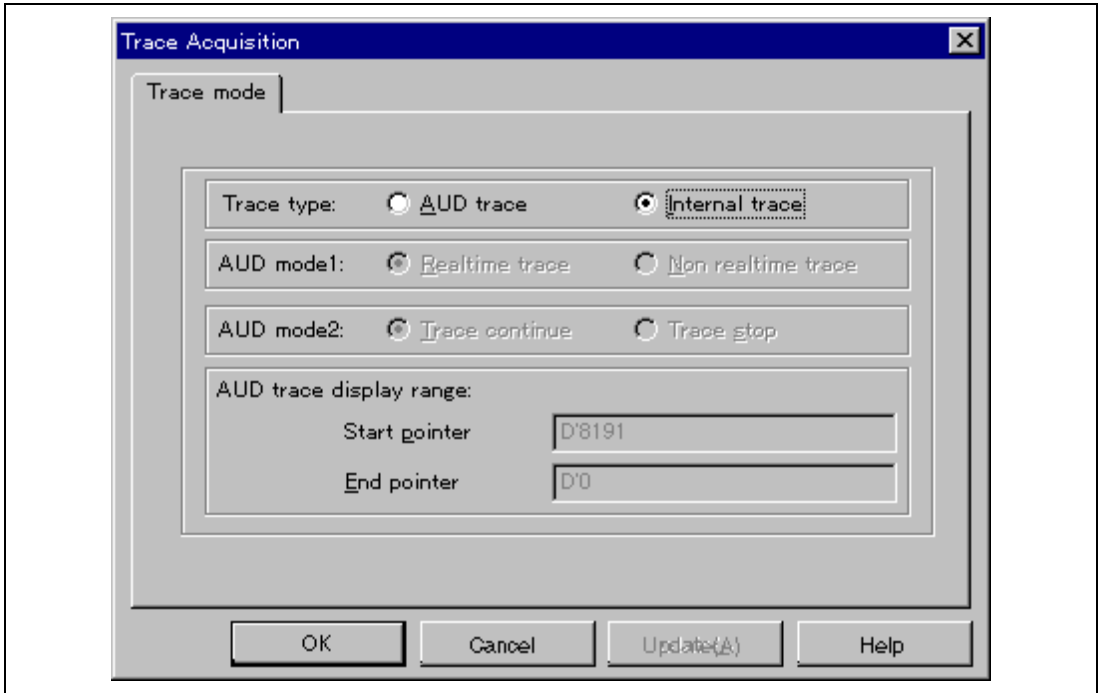 Trace Acquisition
Trace mode
Trace type: AUD trace Internal trace
AUD mode1: Realtime trace Non realtime trace
AUD mode2: Trace continue Trace stop
AUD trace display range:
Start pointer D'8191
End pointer D'0
OK Cancel Update(A) Help